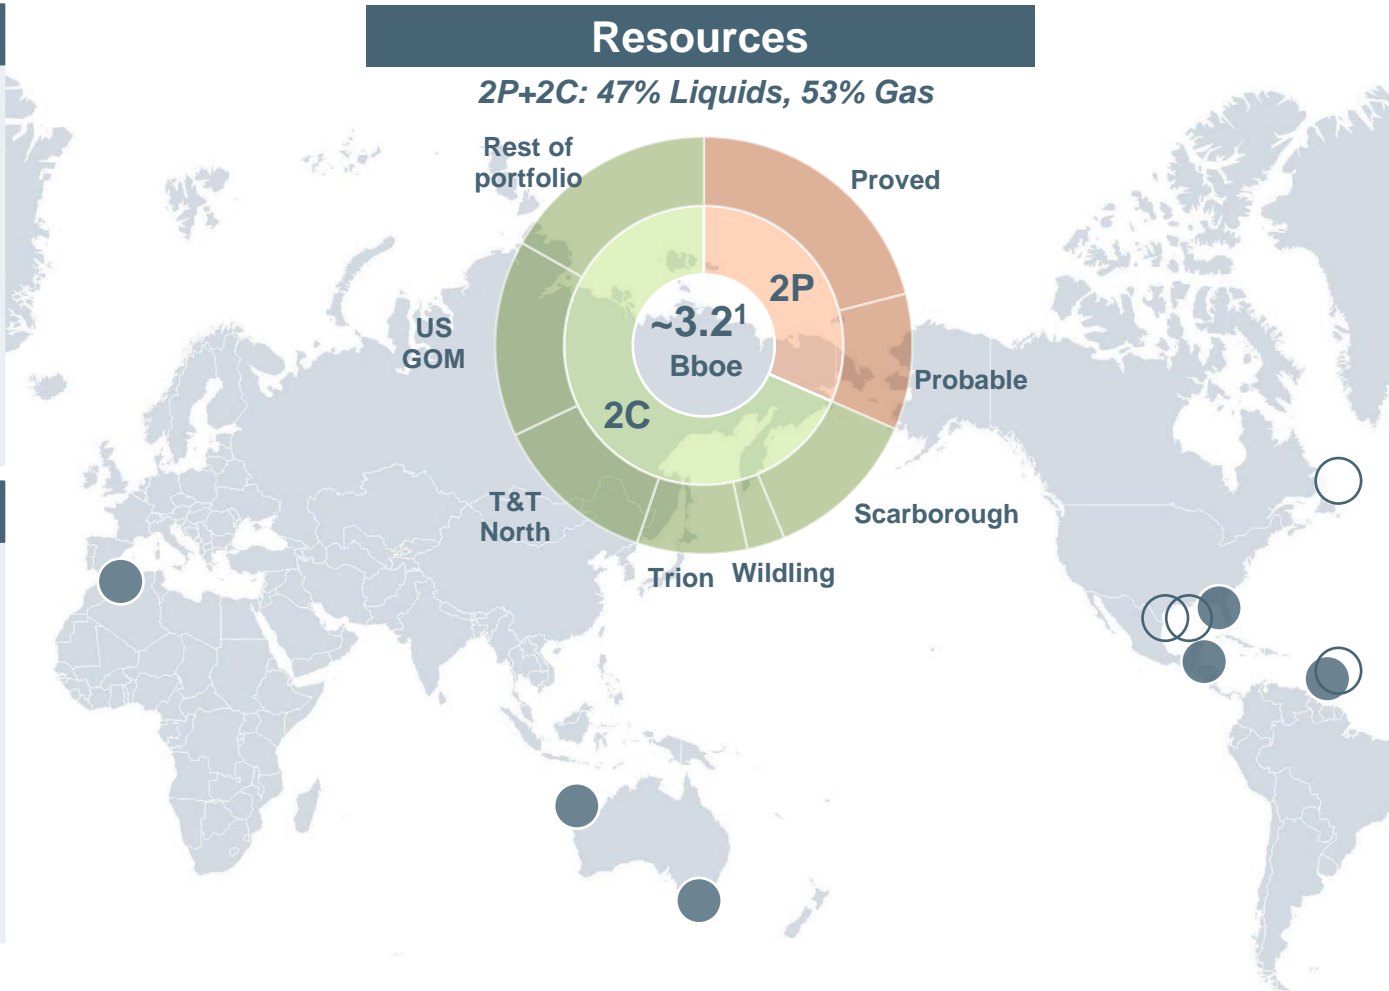 Resources
2P+2C: 47% Liquids, 53% Gas
Rest of
portfolio
Proved
2P
~3.2¹
Bboe
US
GOM
Probable
2C
T&T
North
Scarborough
Trion
Wildling